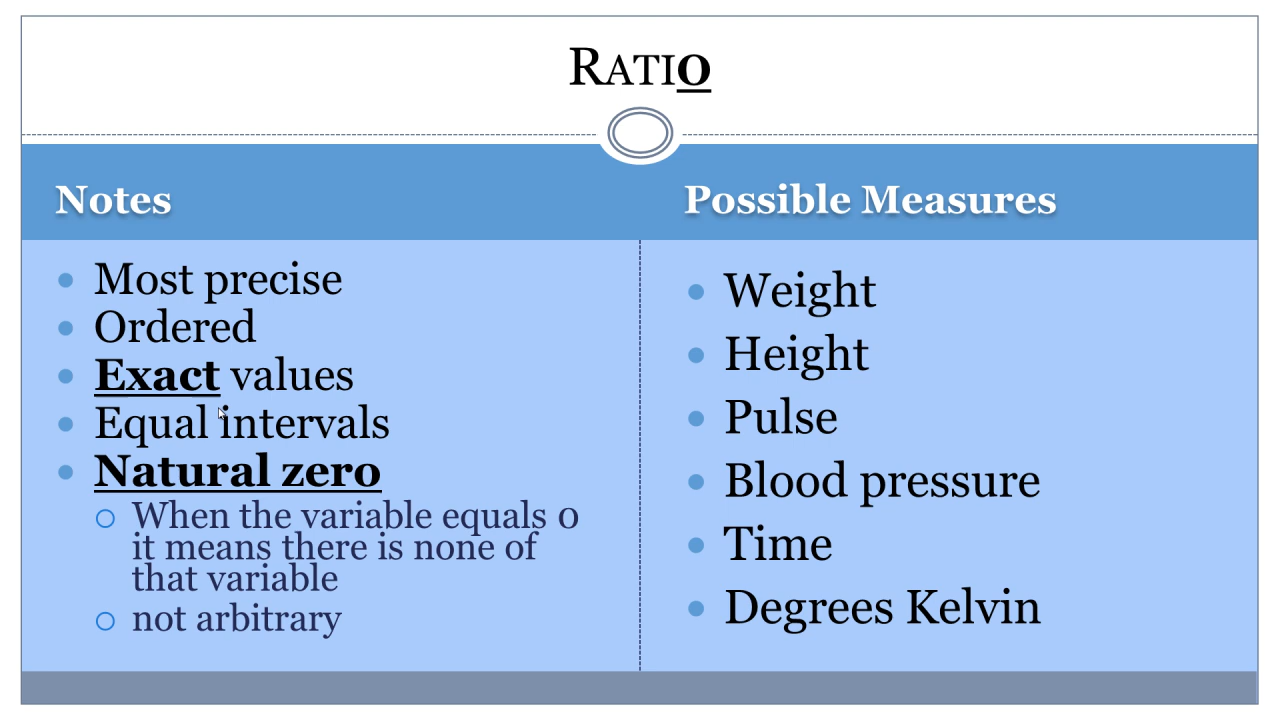 Ratio
Notes
Possible Measures
Most precise
Ordered
Exact values
Equal intervals
Natural zero
When the variable equals 0
it means there is none of
that variable
not arbitrary
Weight
Height
Pulse
Blood pressure
Time
Degrees Kelvin